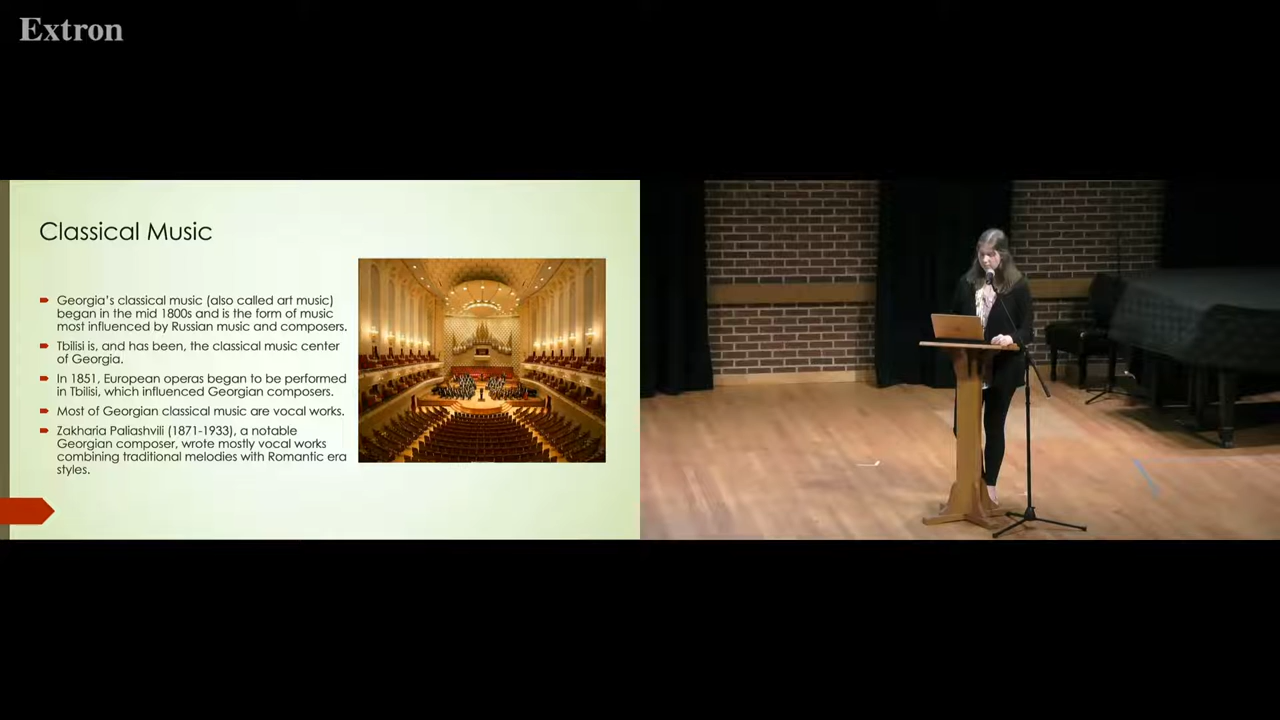 Extron
Classical Music
Georgia's classical music (also called art music)
began in the mid 1800s and is the form of music
most influenced by Russian music and composers.
Tbilisi is, and has been, the classical music center
of Georgia.
In 1851, European operas began to be performed
in Tbilisi, which influenced Georgian composers.
Most of Georgian classical music are vocal works.
Zakharia Paliashvili (1871-1933), a notable
Georgian composer, wrote mostly vocal works
combining traditional melodies with Romantic era
styles.